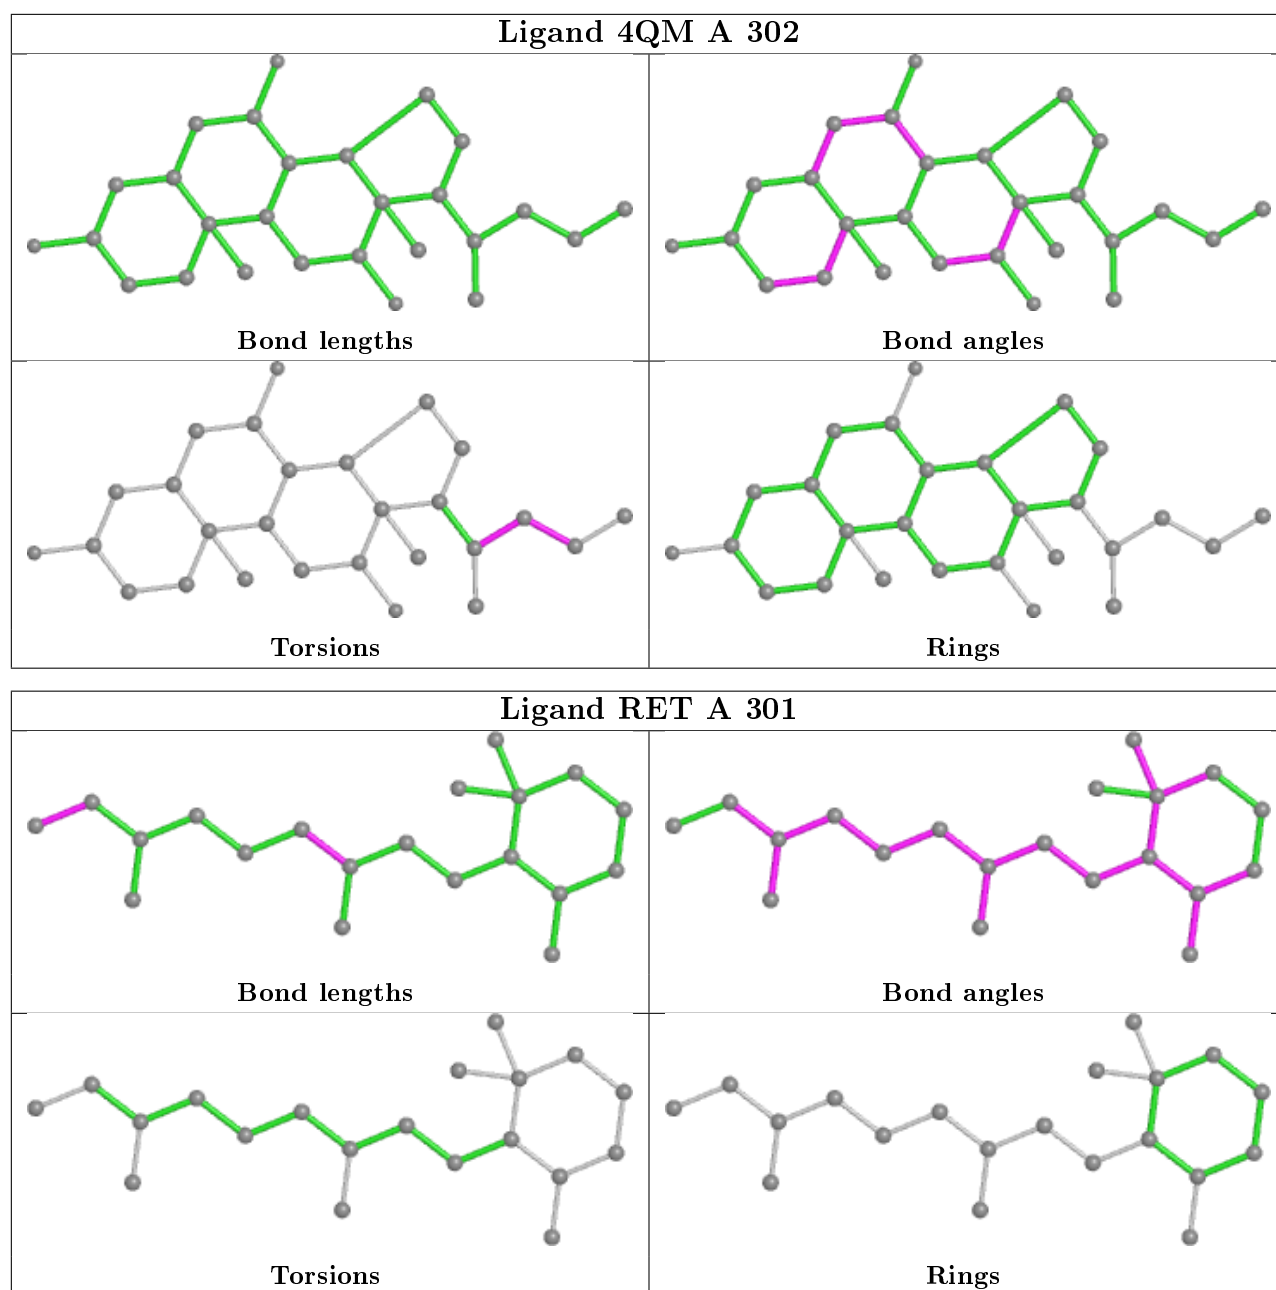 Ligand 4QM A 302
Bond lengths
Bond angles
Torsions
Rings
Ligand RET A 301
Bond lengths
Bond angles
Torsions
Rings